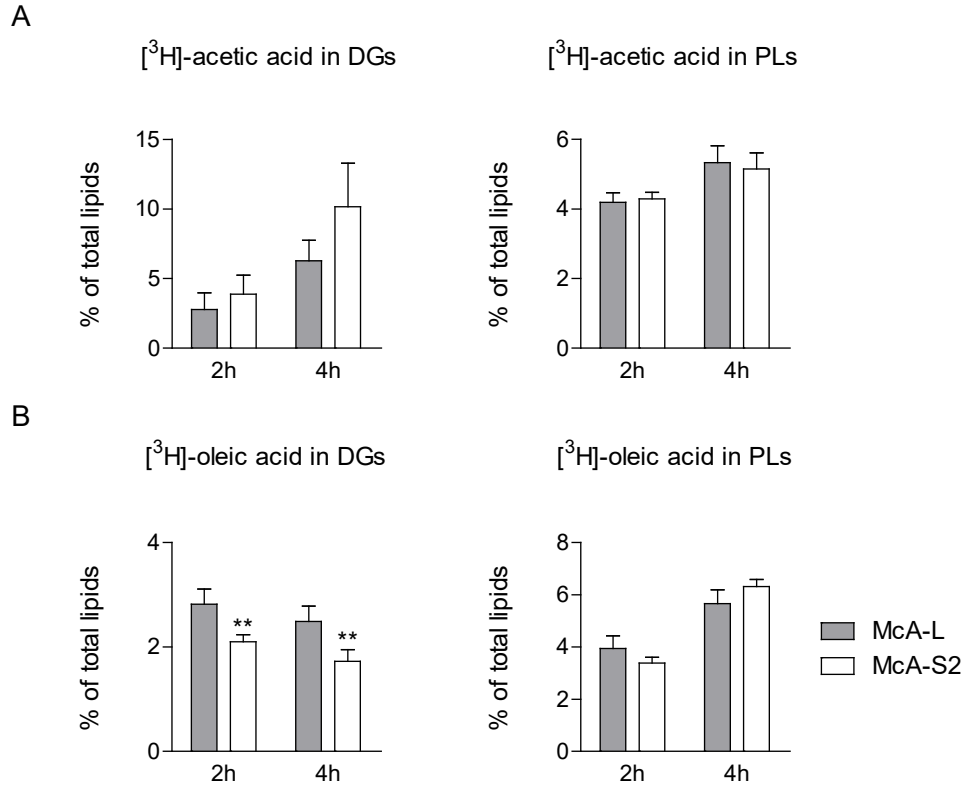 A
[³H]-acetic acid in DGs
[³H]-acetic acid in PLs
% of total lipids
15
10
5
0
2h
4h
% of total lipids
6
4
2
0
2h
4h
B
[³H]-oleic acid in DGs
[³H]-oleic acid in PLs
% of total lipids
4
2
0
**
**
2h
4h
% of total lipids
8
6
4
2
0
2h
4h
McA-L
McA-S2